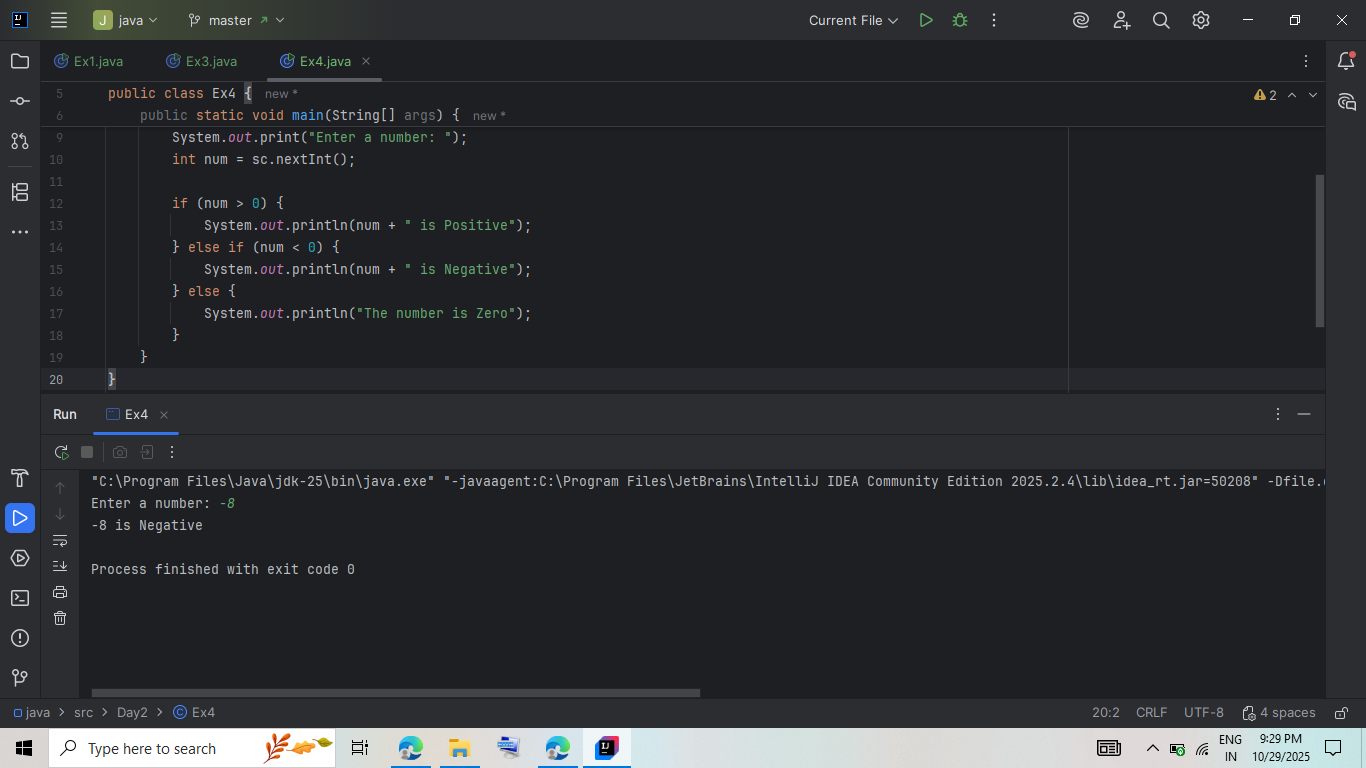 J java master Current File
Ex1.java Ex3.java Ex4.java
5 public class Ex4 { new *
2
6 public static void main(String[] args) { new *
9 System.out.print("Enter a number: ");
10 int num = sc.nextInt();
11
12 if (num > 0) {
13 System.out.println(num + " is Positive");
14 } else if (num < 0) {
15 System.out.println(num + " is Negative");
16 } else {
17 System.out.println("The number is Zero");
18 }
19 }
20 }
Run Ex4
"C:\Program Files\Java\jdk-25\bin\java.exe" "-javaagent:C:\Program Files\JetBrains\IntelliJ IDEA Community Edition 2025.2.4\lib\idea_rt.jar=50208" -Dfile.
Enter a number: -8
-8 is Negative
Process finished with exit code 0
java > src > Day2 > Ex4 20:2 CRLF UTF-8 4 spaces
Type here to search
ENG
IN
9:29 PM
10/29/2025